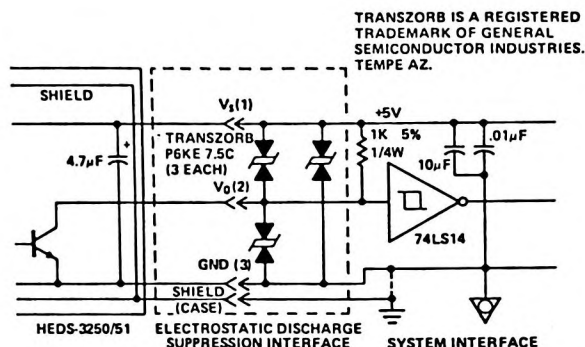 TRANSZORB IS A REGISTERED
TRADEMARK OF GENERAL
SEMICONDUCTOR INDUSTRIES.
TEMPE AZ.
SHIELD
Vs(1)
+5V
TRANSZORB
P6KE 7.5C
(3 EACH)
1K 5%
1/4W
.01μF
10μF
4.7μF
+
VO(2)
74LS14
GND (3)
SHIELD
(CASE)
HEDS-3250/51
ELECTROSTATIC DISCHARGE
SUPPRESSION INTERFACE
SYSTEM INTERFACE